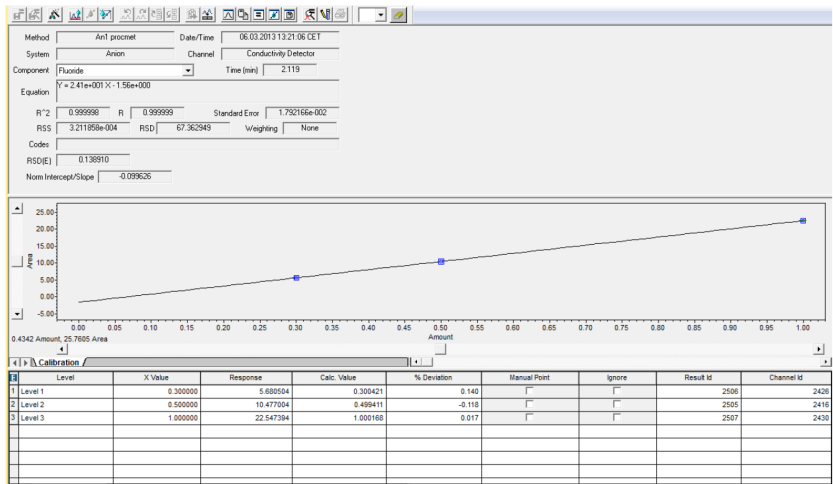 Method An1 procmet Date/Time 06.03.2013 13:21:06 CET
System Anion Channel Conductivity Detector
Component Fluoride Time (min) 2.119
Equation Y = 2.41e+001 X - 1.56e+000
R^2 0.999998 R 0.999999 Standard Error 1.792166e-002
RSS 3.211858e-004 RSD 67.362949 Weighting None
Codes
RSD(E) 0.138910
Norm Intercept/Slope -0.099626
25.00
20.00
15.00
Area
10.00
5.00
0.00
-5.00
0.00 0.05 0.10 0.15 0.20 0.25 0.30 0.35 0.40 0.45 0.50 0.55 0.60 0.65 0.70 0.75 0.80 0.85 0.90 0.95 1.00
0.4342 Amount, 25.7605 Area
Amount
Calibration
Level X Value Response Calc. Value % Deviation Manual Point Ignore Result Id Channel Id
1 Level 1 0.300000 5.680504 0.300421 0.140 2506 2426
2 Level 2 0.500000 10.477004 0.499411 -0.118 2505 2416
3 Level 3 1.000000 22.547394 1.000168 0.017 2507 2430